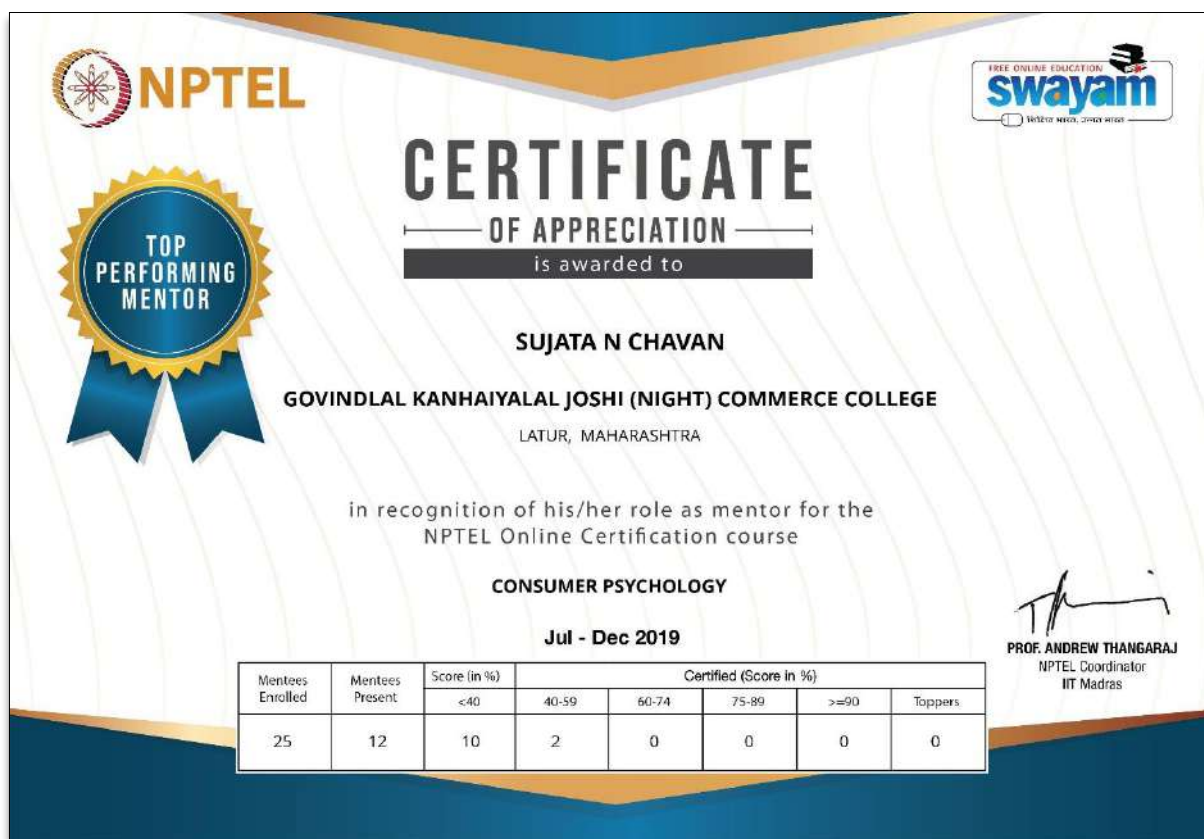 NPTEL
FREE ONLINE EDUCATION
swayam
शिक्षित भारत, उन्नत भारत
CERTIFICATE
OF APPRECIATION
is awarded to
TOP
PERFORMING
MENTOR
SUJATA N CHAVAN
GOVINDLAL KANHAIYALAL JOSHI (NIGHT) COMMERCE COLLEGE
LATUR, MAHARASHTRA
in recognition of his/her role as mentor for the
NPTEL Online Certification course
CONSUMER PSYCHOLOGY
Jul - Dec 2019
PROF. ANDREW THANGARAJ
NPTEL Coordinator
IIT Madras
Mentees Enrolled Mentees Present Score (in %) Certified (Score in %)
<40 40-59 60-74 75-89 >=90 Toppers
25 12 10 2 0 0 0 0